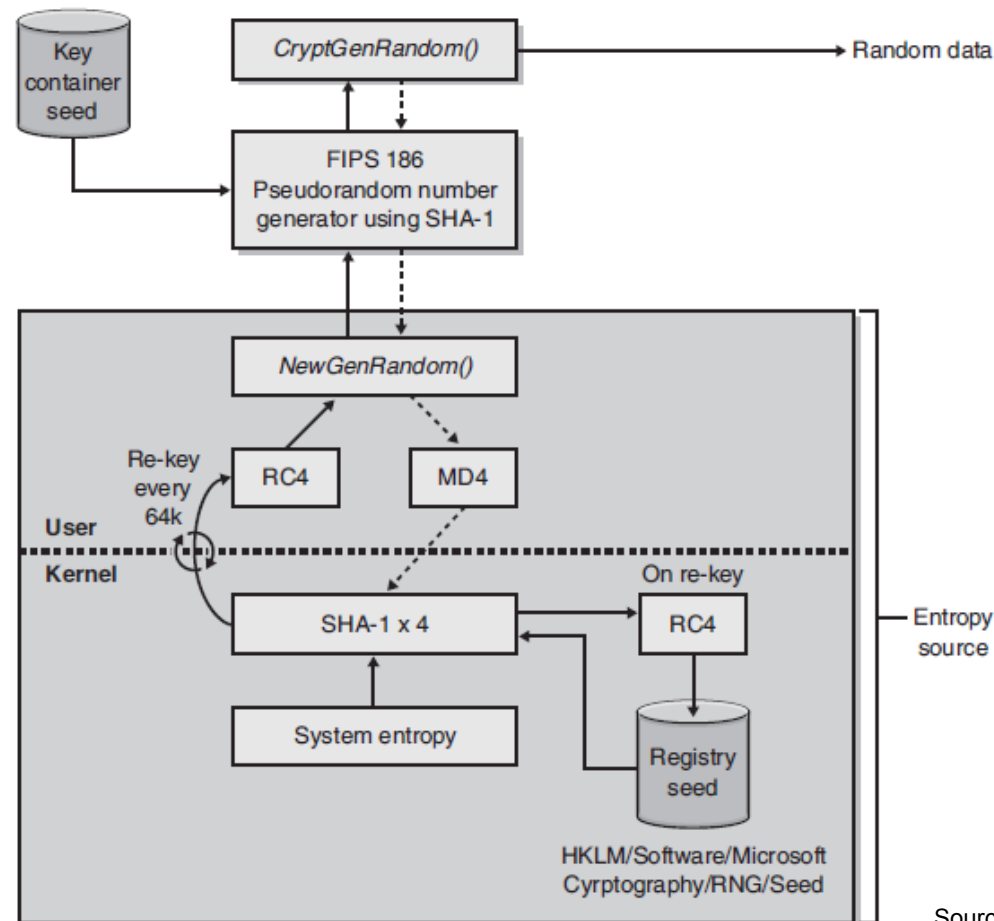 Key
container
seed
CryptGenRandom()
Random data
FIPS 186
Pseudorandom number
generator using SHA-1
NewGenRandom()
Re-key
every
64k
RC4
MD4
User
Kernel
On re-key
SHA-1 x 4
RC4
Entropy
source
System entropy
Registry
seed
HKLM/Software/Microsoft
Cyrptography/RNG/Seed